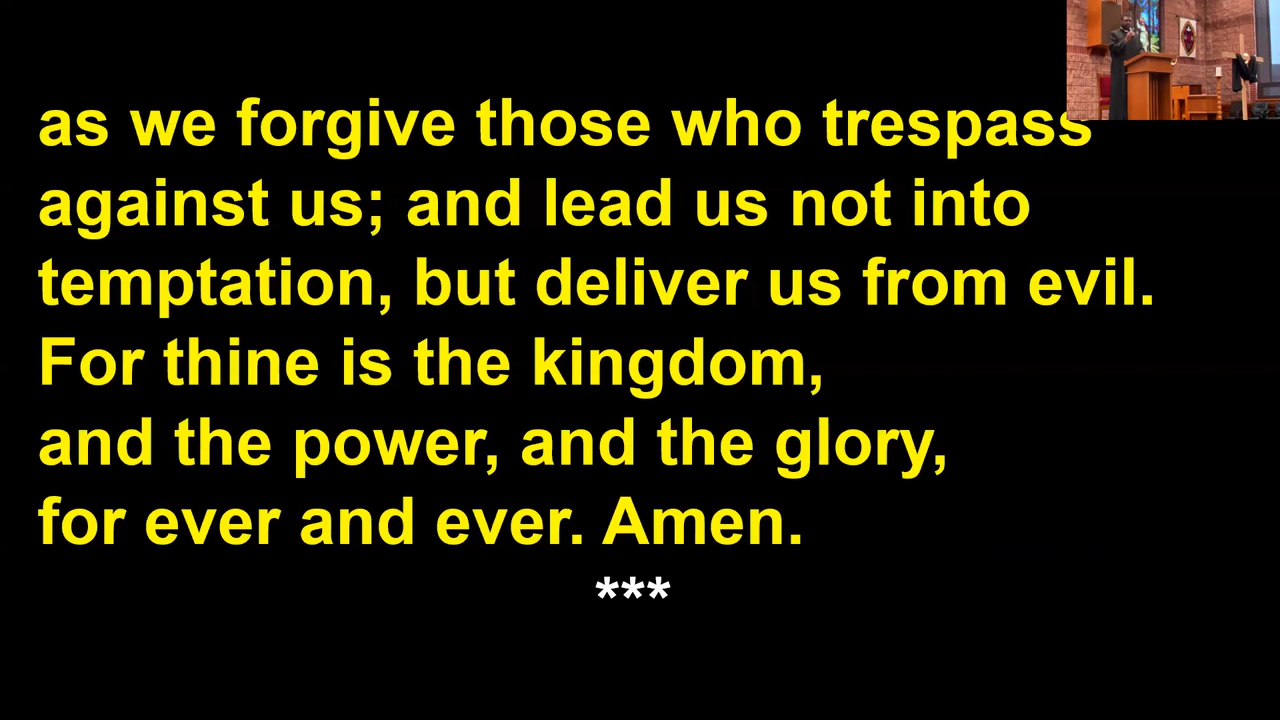 as we forgive those who trespass
against us; and lead us not into
temptation, but deliver us from evil.
For thine is the kingdom,
and the power, and the glory,
for ever and ever. Amen.
***